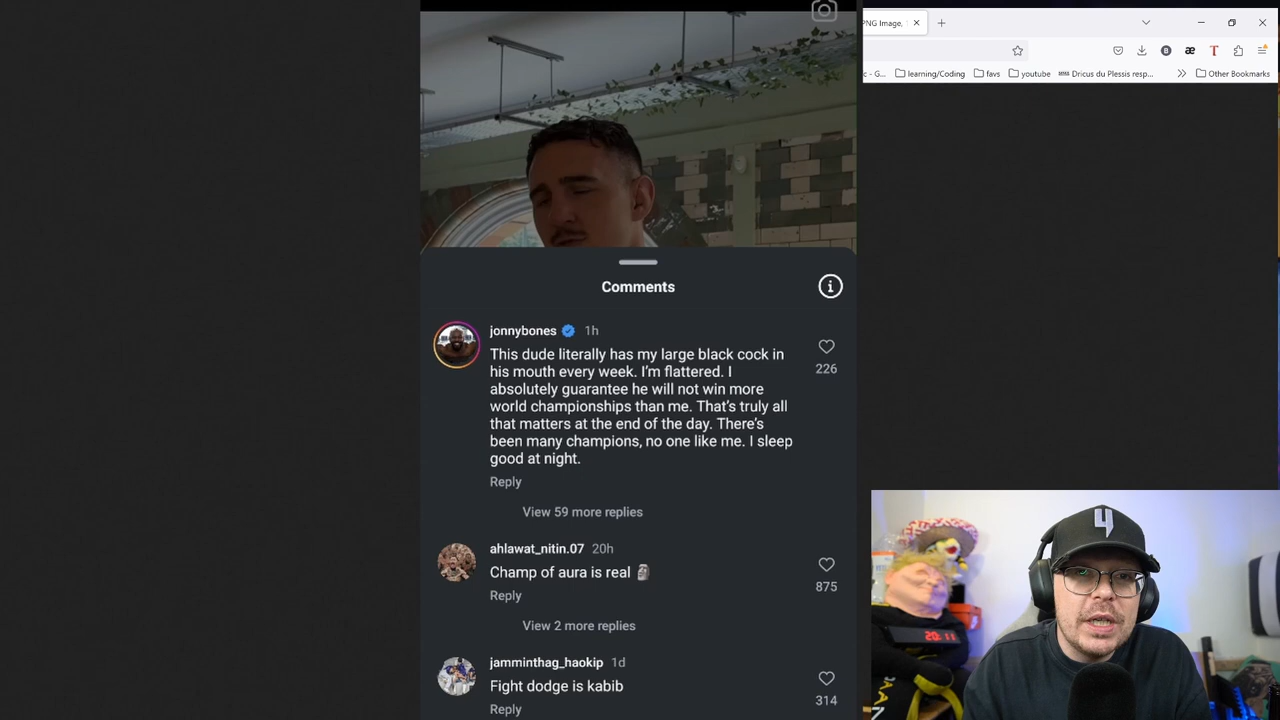 PNG Image,
c - G...
learning/Coding
favs
youtube
Dricus du Plessis resp...
Other Bookmarks
Comments
jonnybones 1h
This dude literally has my large black cock in
his mouth every week. I'm flattered. I
absolutely guarantee he will not win more
world championships than me. That's truly all
that matters at the end of the day. There's
been many champions, no one like me. I sleep
good at night.
226
Reply
View 59 more replies
ahlawat_nitin.07 20h
Champ of aura is real 🗿
875
Reply
View 2 more replies
jamminthag_haokip 1d
Fight dodge is kabib
314
Reply
4
20:11